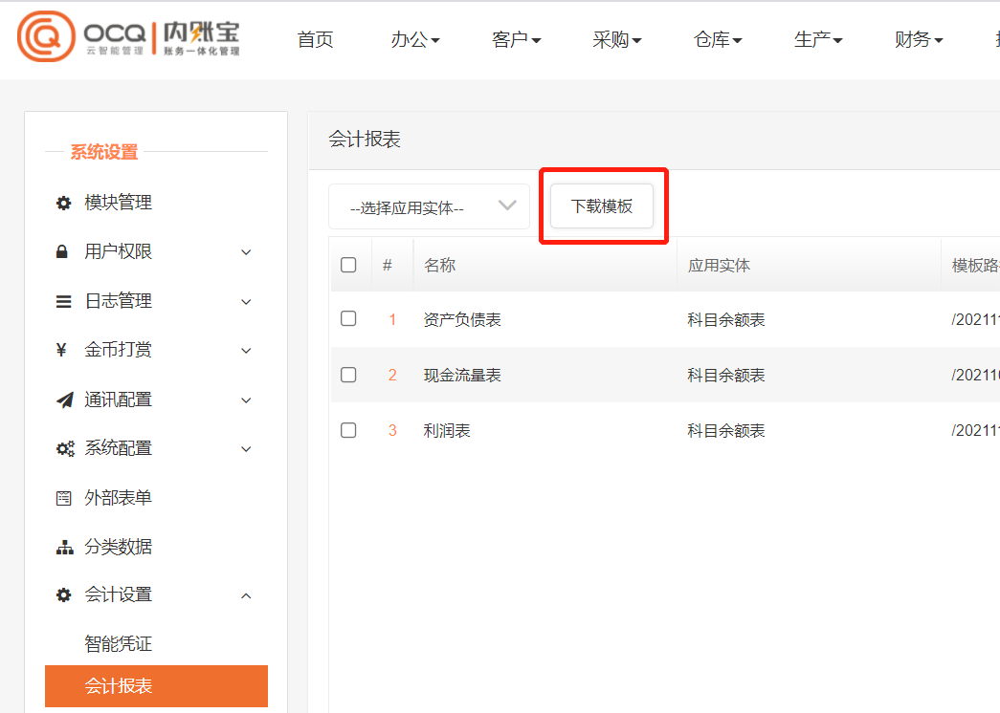 OCQ 内账宝
云智能管理 账务一体化管理
首页 办公 客户 采购 仓库 生产 财务
系统设置
模块管理
用户权限
日志管理
¥ 金币打赏
通讯配置
系统配置
外部表单
分类数据
会计设置
智能凭证
会计报表
会计报表
--选择应用实体-- 下载模板
# 名称 应用实体 模板路
1 资产负债表 科目余额表 /20211
2 现金流量表 科目余额表 /20211
3 利润表 科目余额表 /20211